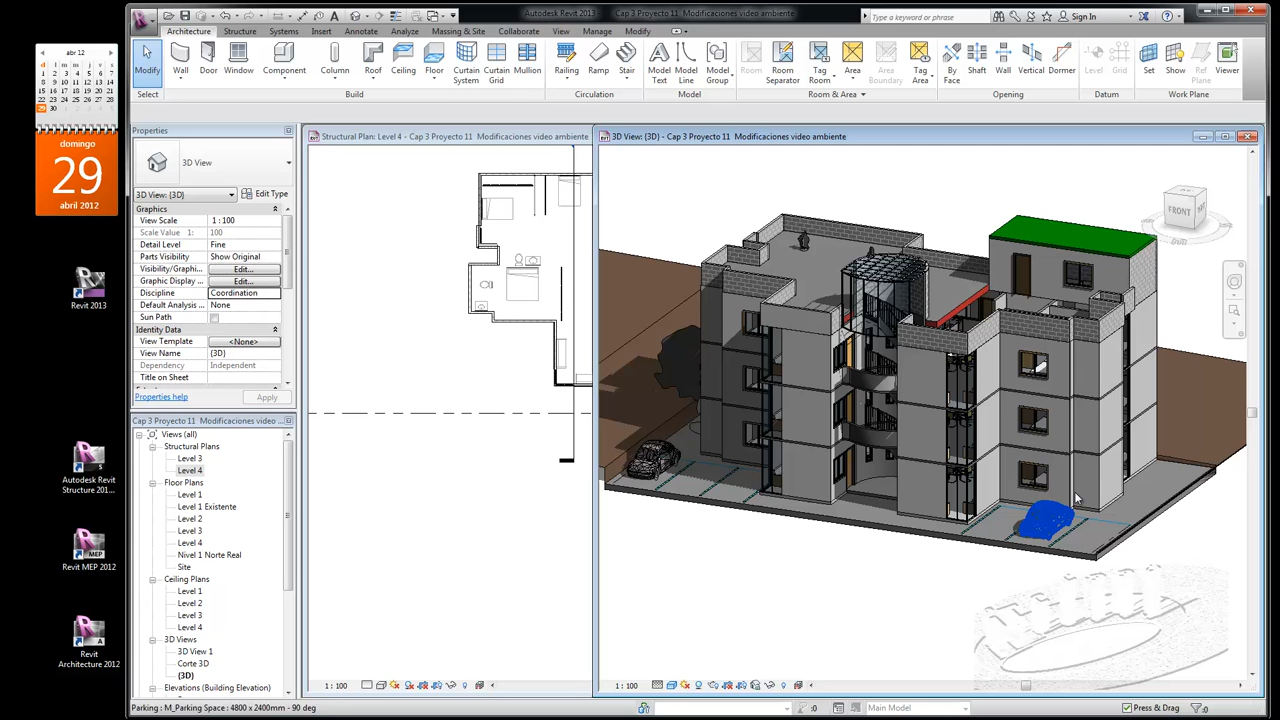 Autodesk Revit 2013 - Cap 3 Proyecto 11 Modificaciones video ambiente
Type a keyword or phrase
Sign In
Architecture Structure Systems Insert Annotate Analyze Massing & Site Collaborate View Manage Modify
Modify Wall Door Window Component Column Roof Ceiling Floor Curtain System Curtain Grid Mullion Railing Ramp Stair Model Text Model Line Model Group Room Room Separator Tag Room Area Area Boundary Tag Area By Face Shaft Wall Vertical Dormer Level Grid Set Show Ref Plane Viewer
Select Build Circulation Model Room & Area Opening Datum Work Plane
abr 12
domingo
29
abril 2012
Revit 2013
Autodesk Revit Structure 201...
Revit MEP 2012
Revit Architecture 2012
Properties
3D View
3D View: {3D} Edit Type
Graphics
View Scale 1 : 100
Scale Value 1: 100
Detail Level Fine
Parts Visibility Show Original
Visibility/Graphi... Edit...
Graphic Display ... Edit...
Discipline Coordination
Default Analysis ... None
Sun Path
Identity Data
View Template <None>
View Name {3D}
Dependency Independent
Title on Sheet
Properties help Apply
Cap 3 Proyecto 11 Modificaciones video ...
Views (all)
Structural Plans
Level 3
Level 4
Floor Plans
Level 1
Level 1 Existente
Level 2
Level 3
Level 4
Nivel 1 Norte Real
Site
Ceiling Plans
Level 1
Level 2
Level 3
Level 4
3D Views
3D View 1
Corte 3D
{3D}
Elevations (Building Elevation)
Structural Plan: Level 4 - Cap 3 Proyecto 11 Modificaciones video ambiente
3D View: {3D} - Cap 3 Proyecto 11 Modificaciones video ambiente
FRONT
1 : 100
1 : 100
Parking : M_Parking Space : 4800 x 2400mm - 90 deg
:0
Main Model
Press & Drag
:0